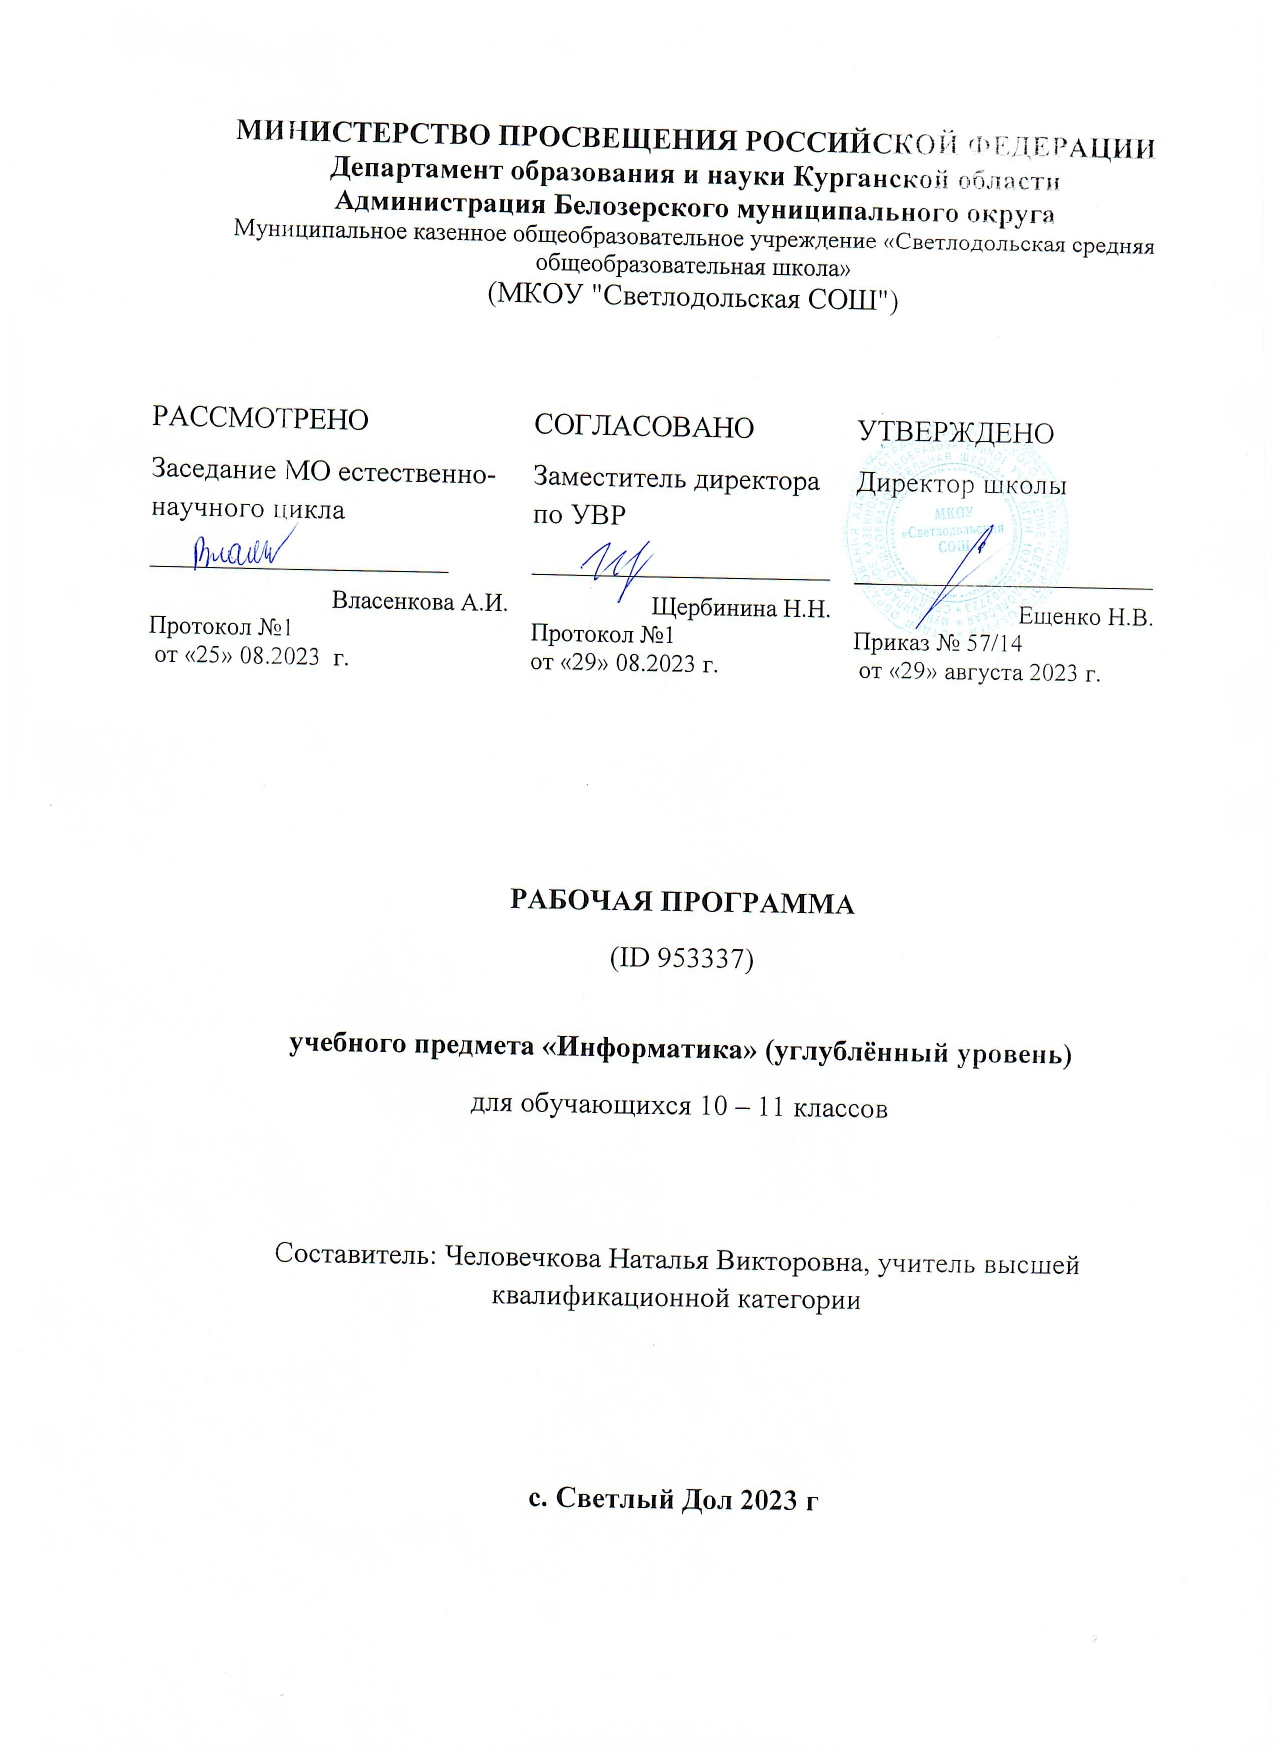 МИНИСТЕРСТВО ПРОСВЕЩЕНИЯ РОССИЙСКОЙ ФЕДЕРАЦИИ
Департамент образования и науки Курганской области
Администрация Белозерского муниципального округа
Муниципальное казенное общеобразовательное учреждение «Светлодольская средняя
общеобразовательная школа»
(МКОУ "Светлодольская СОШ")
РАССМОТРЕНО
Заседание МО естественно-
научного цикла
Власенкова А.И.
Протокол №1
от «25» 08.2023 г.
СОГЛАСОВАНО
Заместитель директора
по УВР
Щербинина Н.Н.
Протокол №1
от «29» 08.2023 г.
УТВЕРЖДЕНО
Директор школы
МКОУ
«Светлодольская
СОШ»
Ещенко Н.В.
Приказ № 57/14
от «29» августа 2023 г.
РАБОЧАЯ ПРОГРАММА
(ID 953337)
учебного предмета «Информатика» (углублённый уровень)
для обучающихся 10 – 11 классов
Составитель: Человечкова Наталья Викторовна, учитель высшей
квалификационной категории
с. Светлый Дол 2023 г